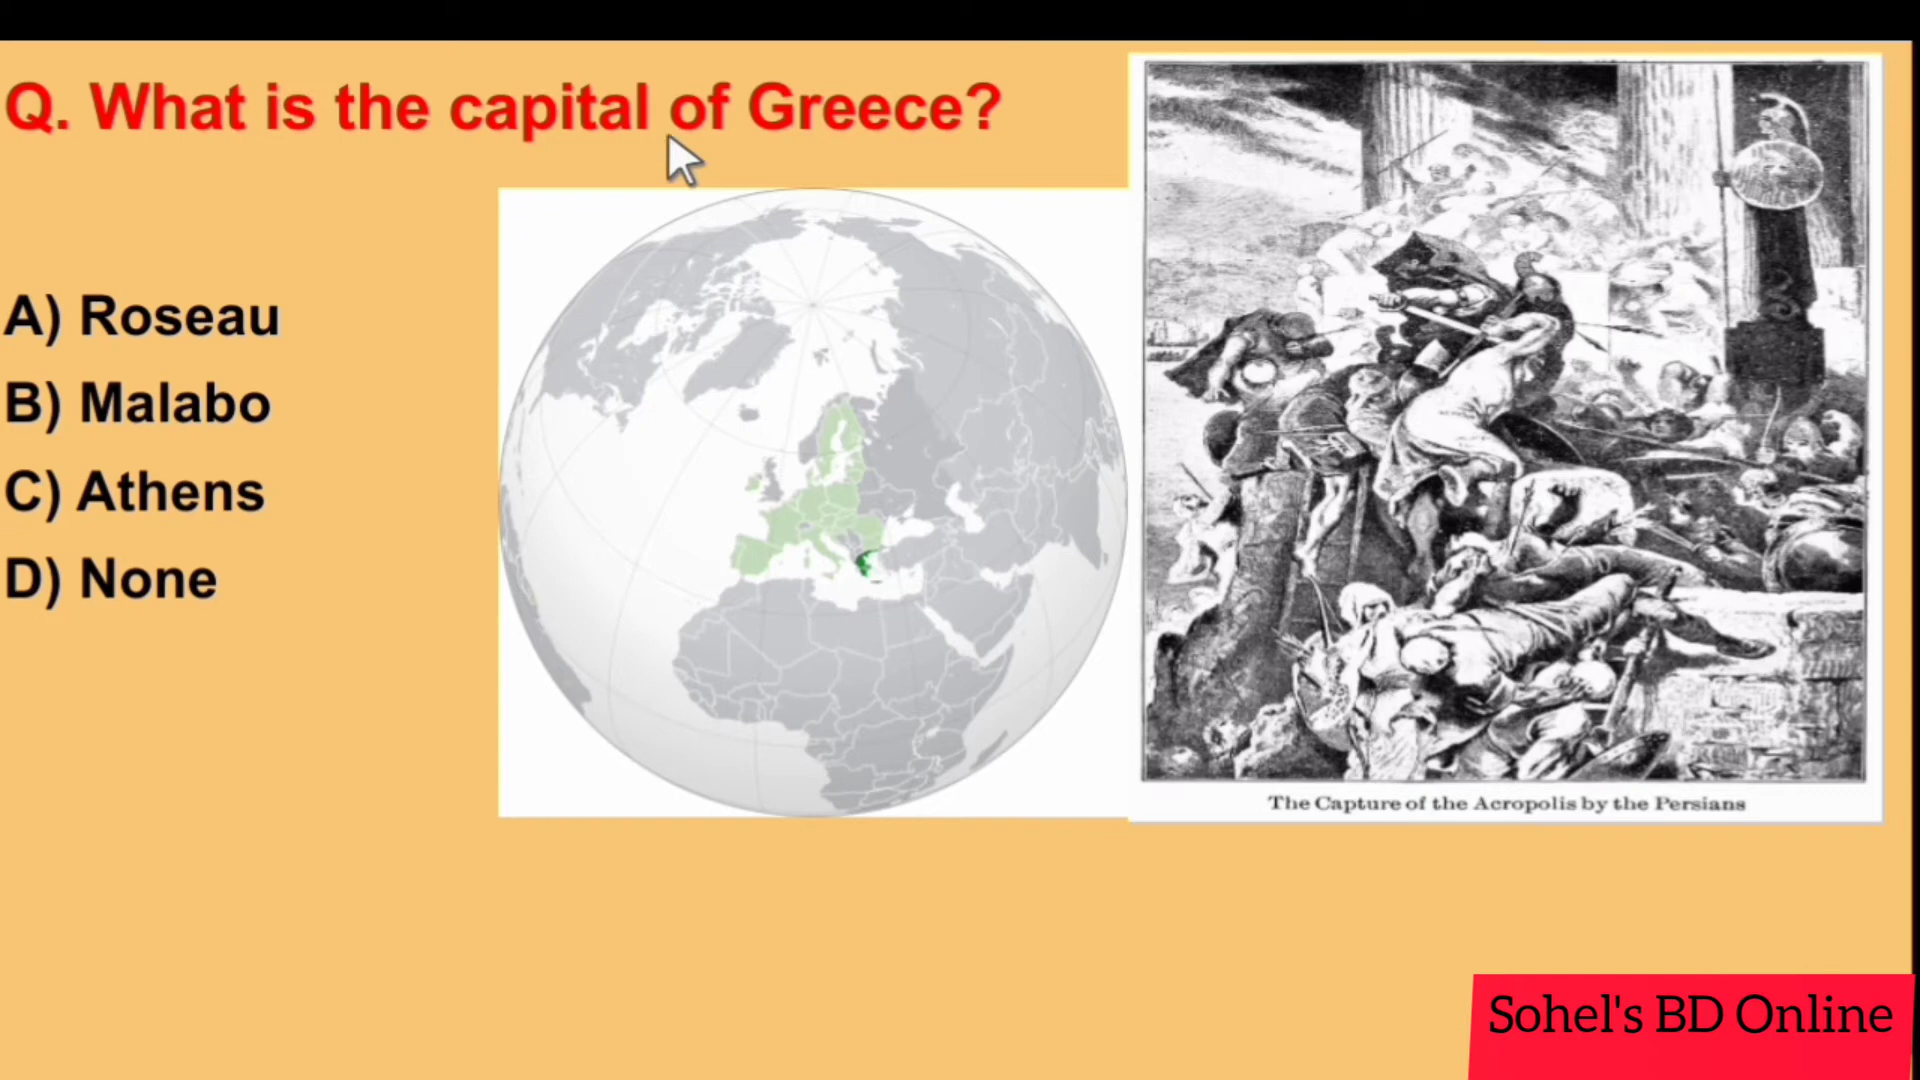 Q. What is the capital of Greece?
A) Roseau
B) Malabo
C) Athens
D) None
The Capture of the Acropolis by the Persians
Sohel's BD Online